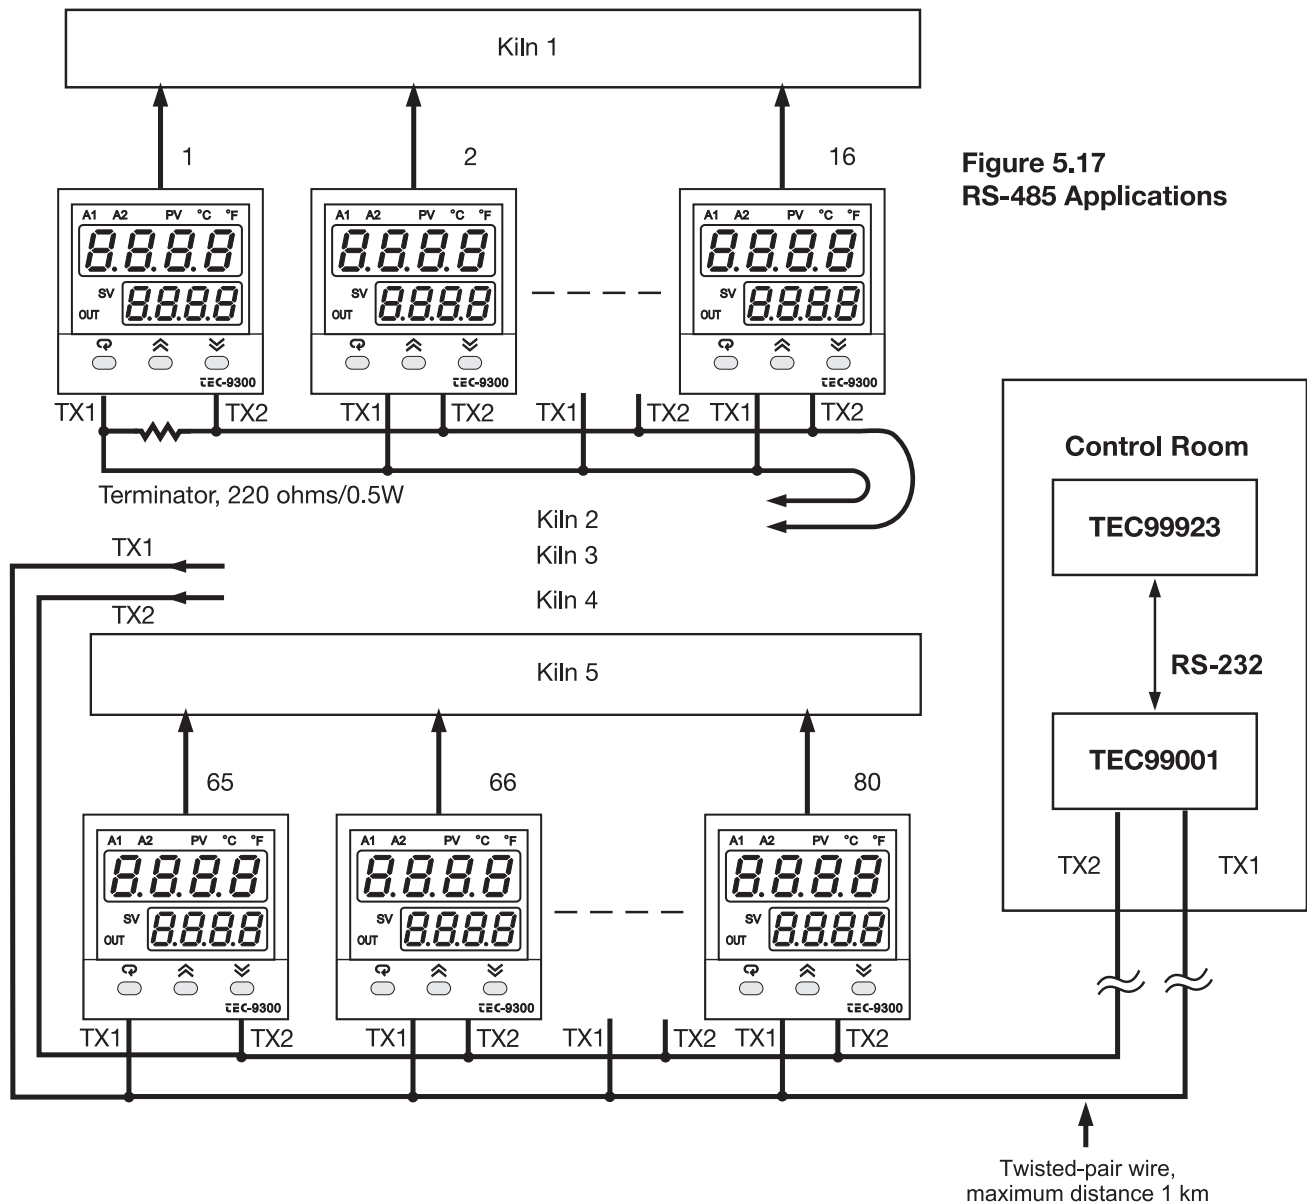 Kiln 1
1
2
16
Figure 5.17
RS-485 Applications
A1 A2 PV °C °F
8.8.8.8
SV
OUT
8.8.8.8
TEC-9300
A1 A2 PV °C °F
8.8.8.8
SV
OUT
8.8.8.8
TEC-9300
A1 A2 PV °C °F
8.8.8.8
SV
OUT
8.8.8.8
TEC-9300
TX1 TX2 TX1 TX2 TX1 TX2 TX1 TX2
Terminator, 220 ohms/0.5W
Kiln 2
Kiln 3
Kiln 4
TX1
TX2
Kiln 5
65
66
80
A1 A2 PV °C °F
8.8.8.8
SV
OUT
8.8.8.8
TEC-9300
A1 A2 PV °C °F
8.8.8.8
SV
OUT
8.8.8.8
TEC-9300
A1 A2 PV °C °F
8.8.8.8
SV
OUT
8.8.8.8
TEC-9300
TX1 TX2 TX1 TX2 TX1 TX2 TX1 TX2
Control Room
TEC99923
RS-232
TEC99001
TX2
TX1
Twisted-pair wire,
maximum distance 1 km